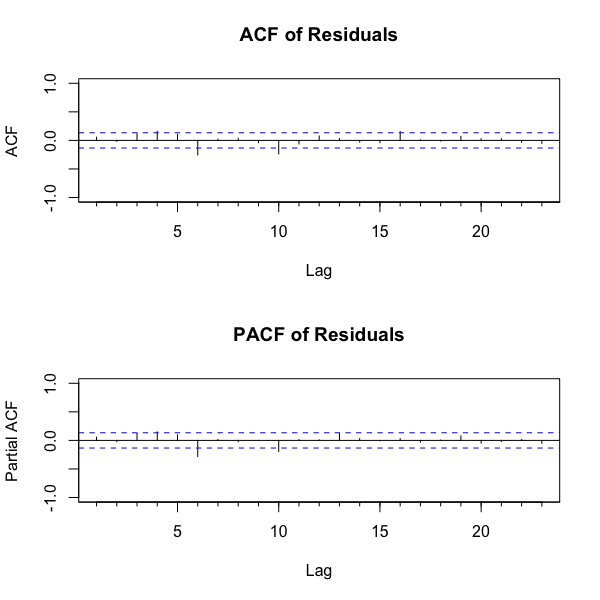 ACF of Residuals
ACF
1.0
0.0
-1.0
5 10 15 20
Lag
PACF of Residuals
Partial ACF
1.0
0.0
-1.0
5 10 15 20
Lag